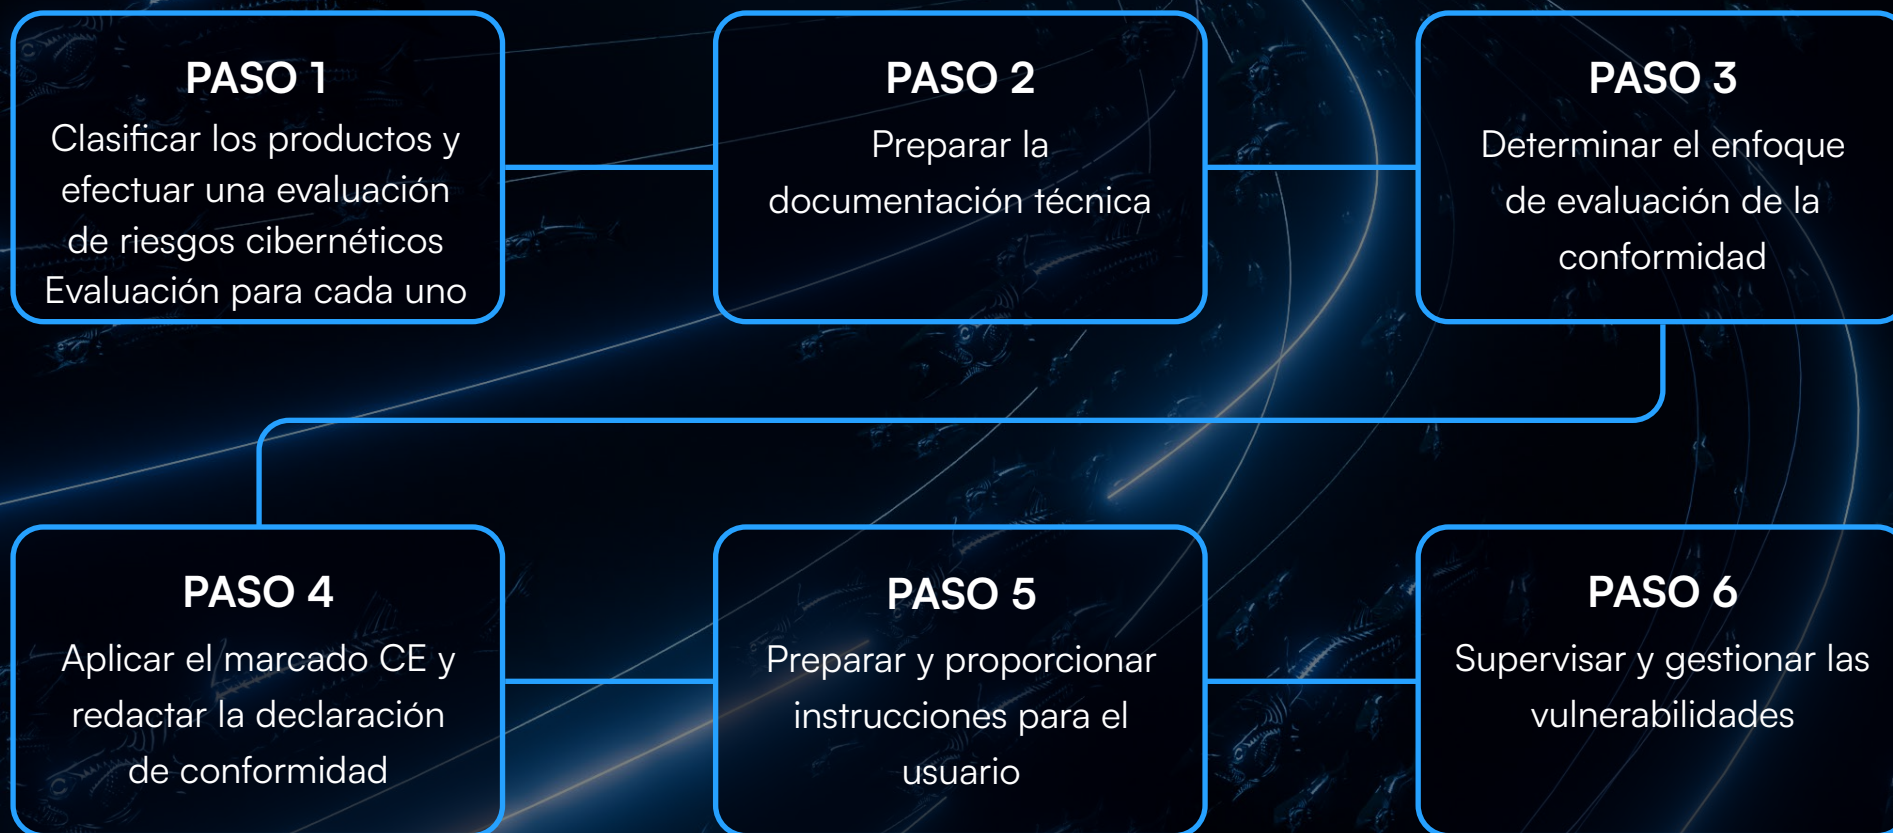 PASO 1
Clasificar los productos y
efectuar una evaluación
de riesgos cibernéticos
Evaluación para cada uno
PASO 2
Preparar la
documentación técnica
PASO 3
Determinar el enfoque
de evaluación de la
conformidad
PASO 4
Aplicar el marcado CE y
redactar la declaración
de conformidad
PASO 5
Preparar y proporcionar
instrucciones para el
usuario
PASO 6
Supervisar y gestionar las
vulnerabilidades